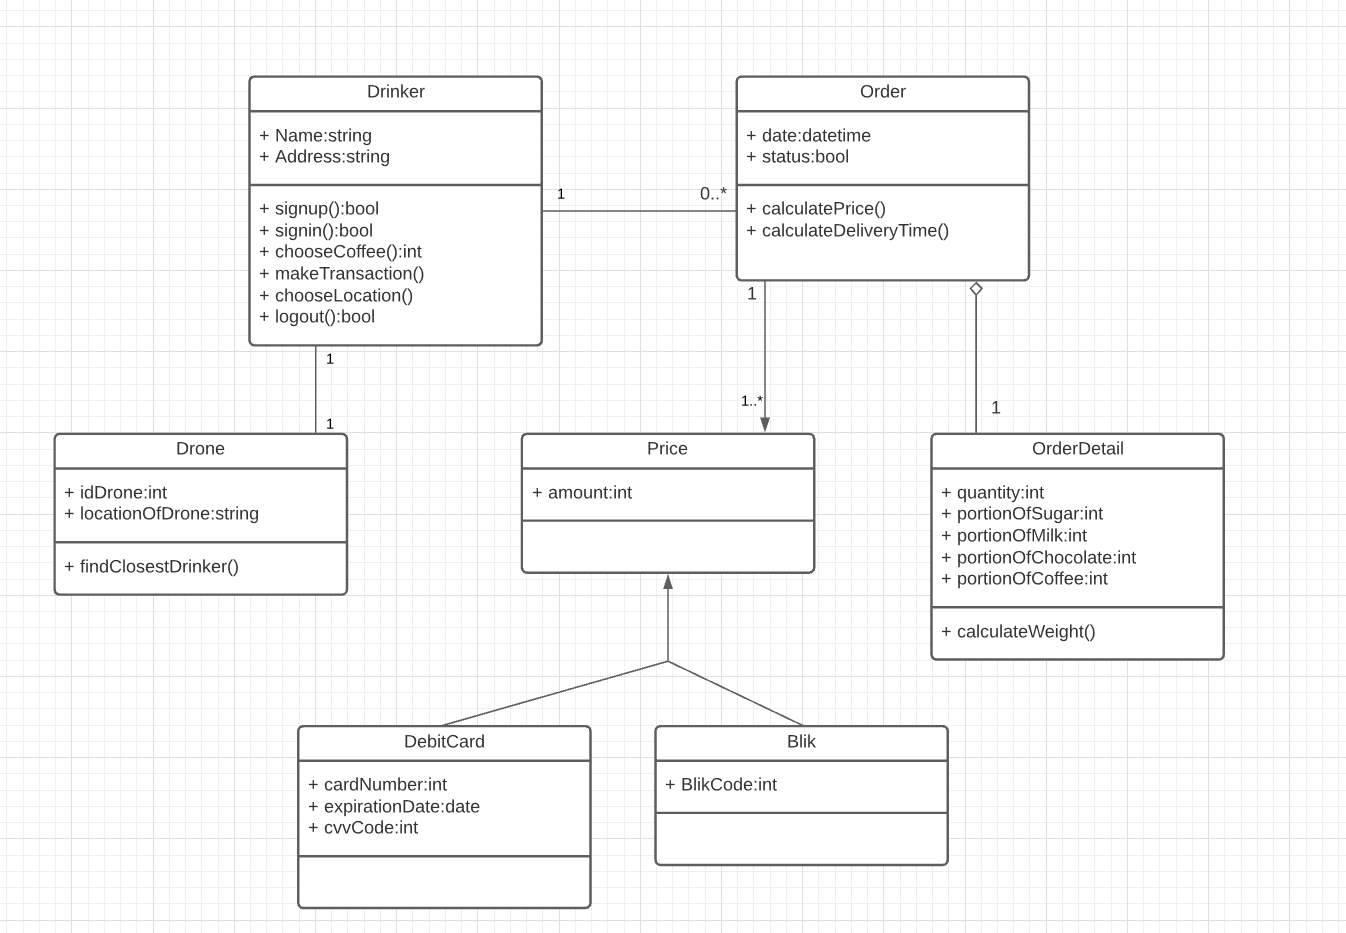 Drinker
+ Name:string
+ Address:string
+ signup():bool
+ signin():bool
+ chooseCoffee():int
+ makeTransaction()
+ chooseLocation()
+ logout():bool
1
0..*
Order
+ date:datetime
+ status:bool
+ calculatePrice()
+ calculateDeliveryTime()
1
1
1
1..*
1
Drone
+ idDrone:int
+ locationOfDrone:string
+ findClosestDrinker()
Price
+ amount:int
OrderDetail
+ quantity:int
+ portionOfSugar:int
+ portionOfMilk:int
+ portionOfChocolate:int
+ portionOfCoffee:int
+ calculateWeight()
DebitCard
+ cardNumber:int
+ expirationDate:date
+ cvvCode:int
Blik
+ BlikCode:int